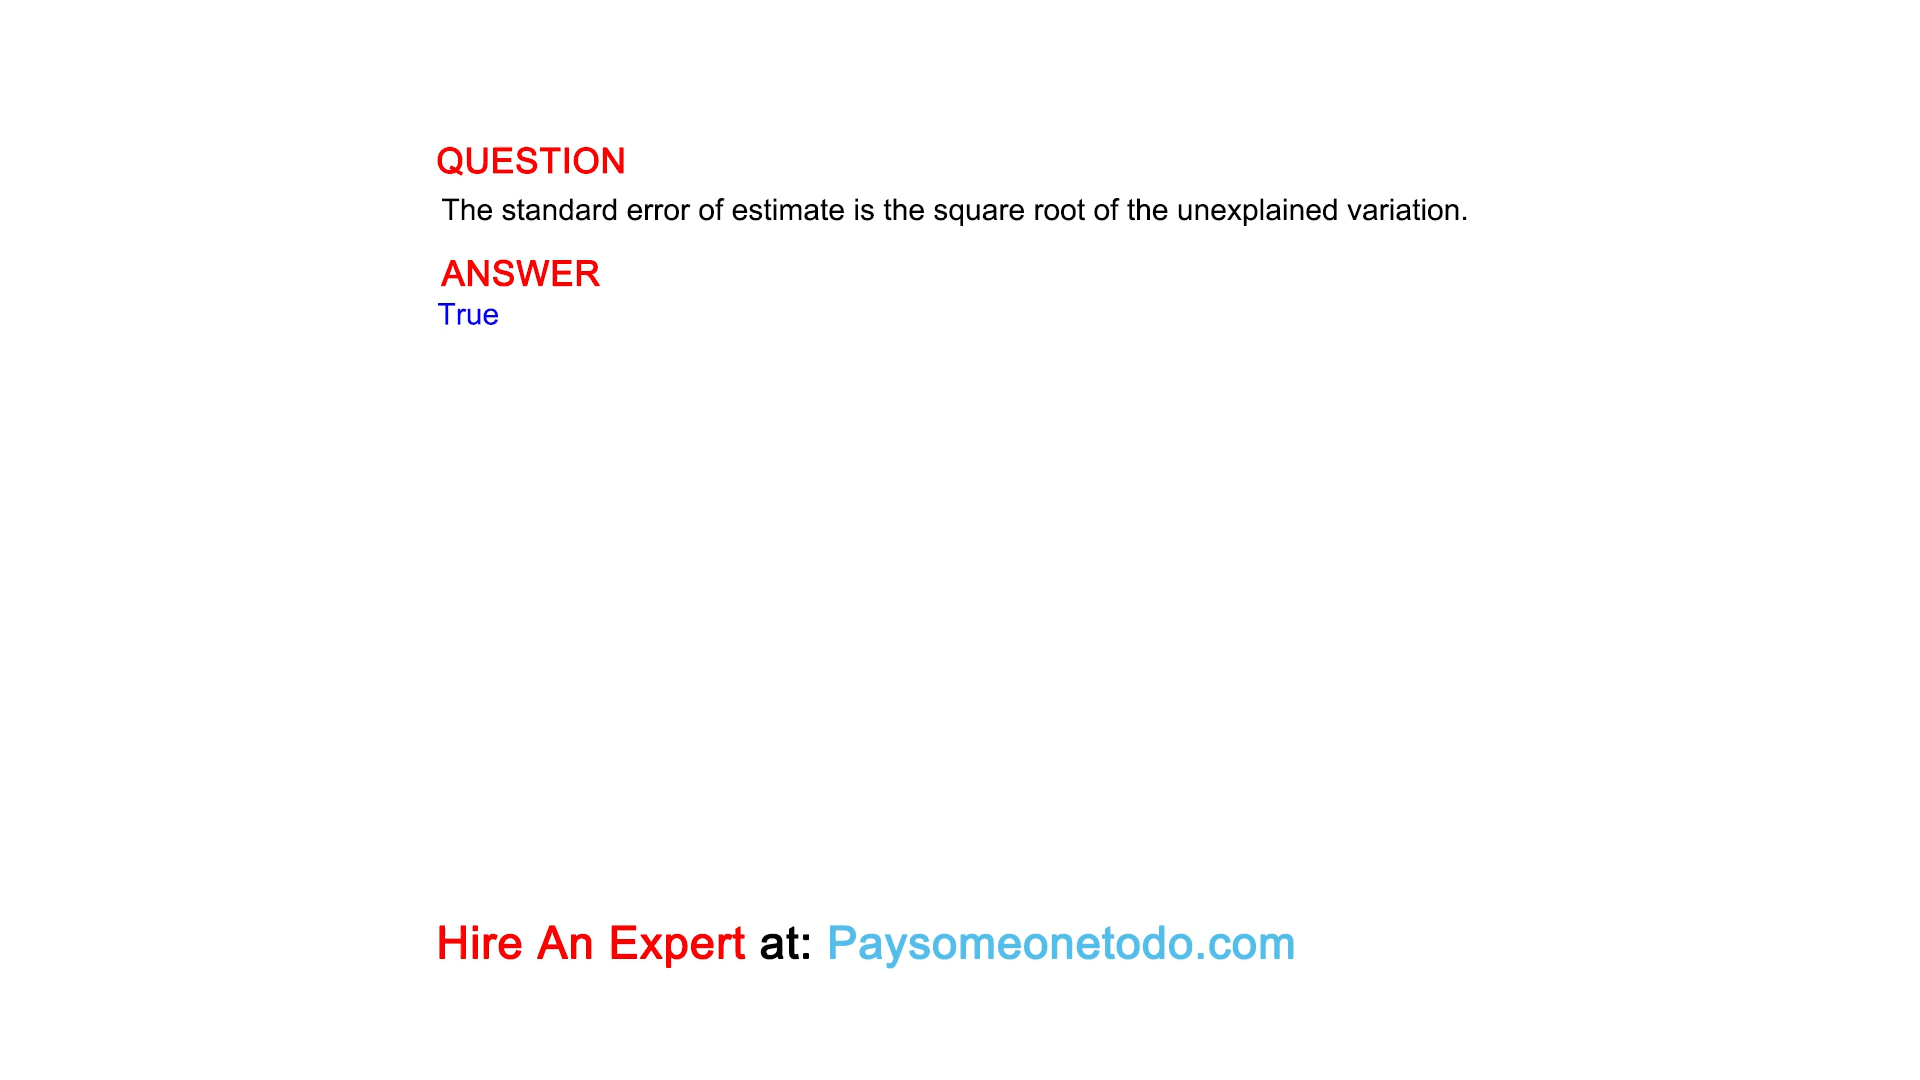 QUESTION
The standard error of estimate is the square root of the unexplained variation.
ANSWER
True
Hire An Expert at: Paysomeonetodo.com